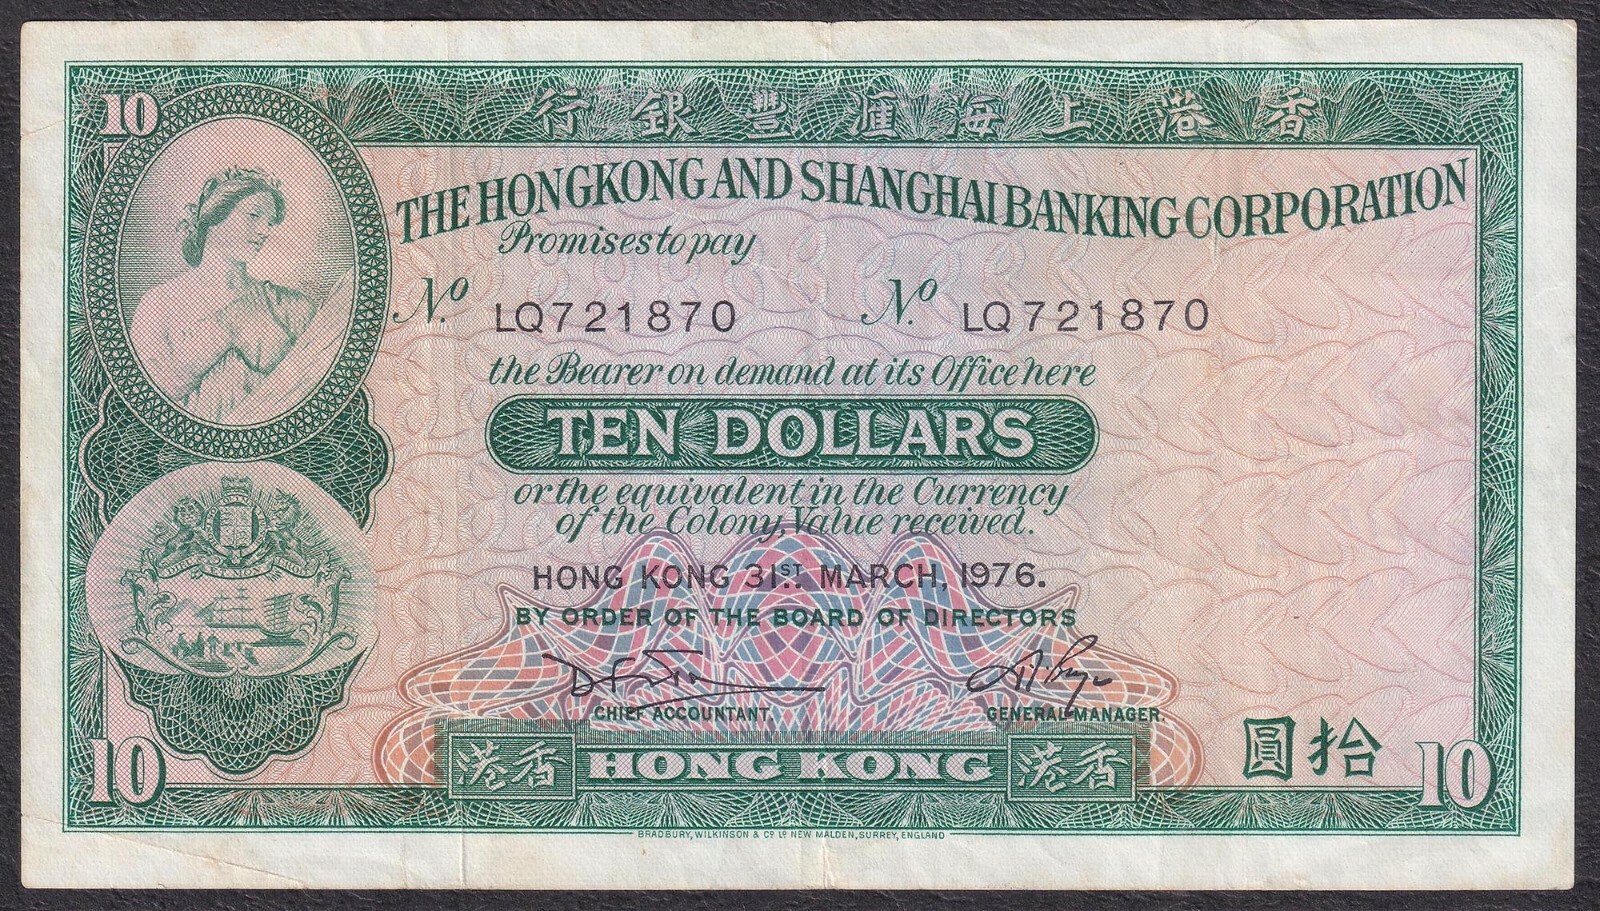 10
香港上海滙豐銀行
THE HONGKONG AND SHANGHAI BANKING CORPORATION
Promises to pay
Nº. LQ721870 Nº. LQ721870
the Bearer on demand at its Office here
TEN DOLLARS
or the equivalent in the Currency
of the Colony, Value received.
HONG KONG 31ST MARCH, 1976.
BY ORDER OF THE BOARD OF DIRECTORS
CHIEF ACCOUNTANT. GENERAL MANAGER.
拾圓
10 香港 HONG KONG 香港 10
BRADBURY, WILKINSON & Cº Lº NEW MALDEN, SURREY, ENGLAND